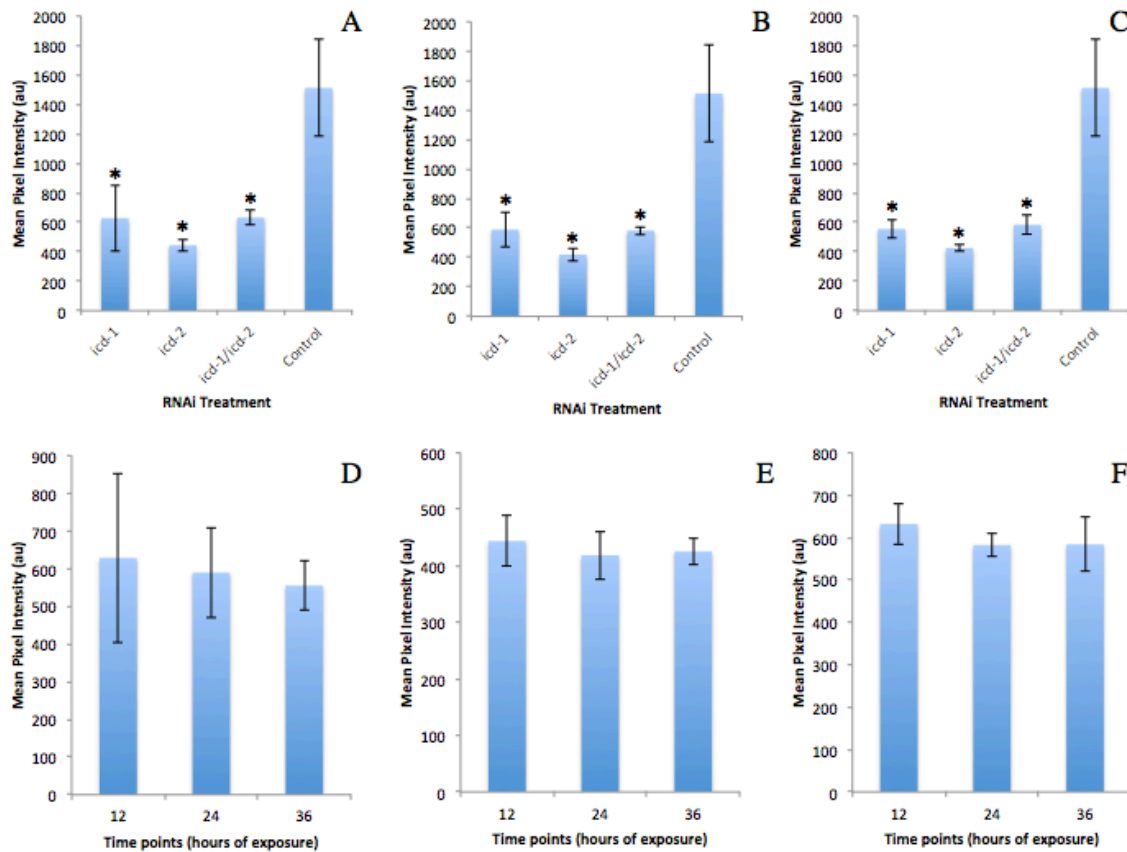 A
Mean Pixel Intensity (au)
2000
1800
1600
1400
1200
1000
800
600
400
200
0
*
*
*
icd-1
icd-2
icd-1/icd-2
Control
RNAi Treatment
B
Mean Pixel Intensity (au)
2000
1800
1600
1400
1200
1000
800
600
400
200
0
*
*
*
icd-1
icd-2
icd-1/icd-2
Control
RNAi Treatment
C
Mean Pixel Intensity (au)
2000
1800
1600
1400
1200
1000
800
600
400
200
0
*
*
*
icd-1
icd-2
icd-1/icd-2
Control
RNAi Treatment
D
Mean Pixel Intensity (au)
900
800
700
600
500
400
300
200
100
0
12 24 36
Time points (hours of exposure)
E
Mean Pixel Intensity (au)
600
500
400
300
200
100
0
12 24 36
Time points (hours of exposure)
F
Mean Pixel Intensity (au)
800
700
600
500
400
300
200
100
0
12 24 36
Time points (hours of exposure)